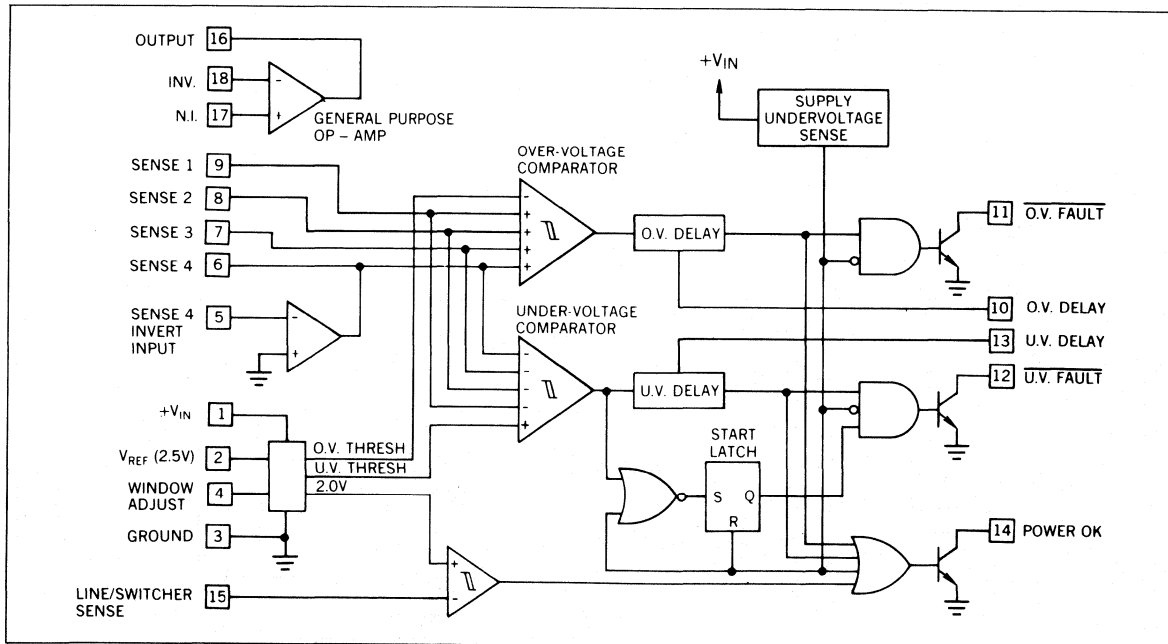 OUTPUT 16
INV. 18
N.I. 17
-
+
GENERAL PURPOSE
OP – AMP
+VIN
SUPPLY
UNDERVOLTAGE
SENSE
SENSE 1 9
SENSE 2 8
SENSE 3 7
SENSE 4 6
OVER-VOLTAGE
COMPARATOR
-
+
+
+
+
O.V. DELAY
11 O.V. FAULT
10 O.V. DELAY
SENSE 4
INVERT
INPUT
5
-
+
UNDER-VOLTAGE
COMPARATOR
-
-
-
-
+
U.V. DELAY
13 U.V. DELAY
12 U.V. FAULT
+VIN 1
VREF (2.5V) 2
WINDOW
ADJUST
4
GROUND 3
O.V. THRESH
U.V. THRESH
2.0V
START
LATCH
S Q
R
14 POWER OK
LINE/SWITCHER
SENSE
15
+
-